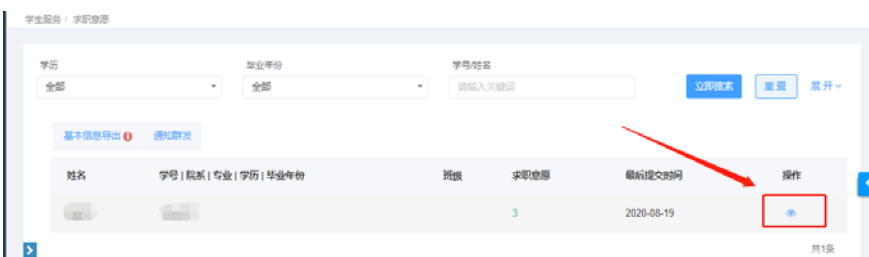 学生服务 / 求职意愿
学历 毕业年份 学号/姓名
全部 全部 请输入关键词 立即搜索 重置 展开
基本信息导出 通知群发
姓名 学号 | 院系 | 专业 | 学历 | 毕业年份 班级 求职意愿 最后提交时间 操作
3 2020-08-19
共1条